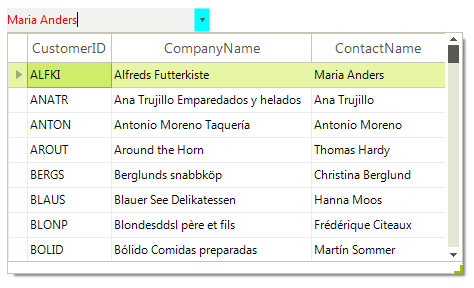 Maria Anders
CustomerID CompanyName ContactName
ALFKI Alfreds Futterkiste Maria Anders
ANATR Ana Trujillo Emparedados y helados Ana Trujillo
ANTON Antonio Moreno Taquería Antonio Moreno
AROUT Around the Horn Thomas Hardy
BERGS Berglunds snabbköp Christina Berglund
BLAUS Blauer See Delikatessen Hanna Moos
BLONP Blondesddsl père et fils Frédérique Citeaux
BOLID Bólido Comidas preparadas Martín Sommer